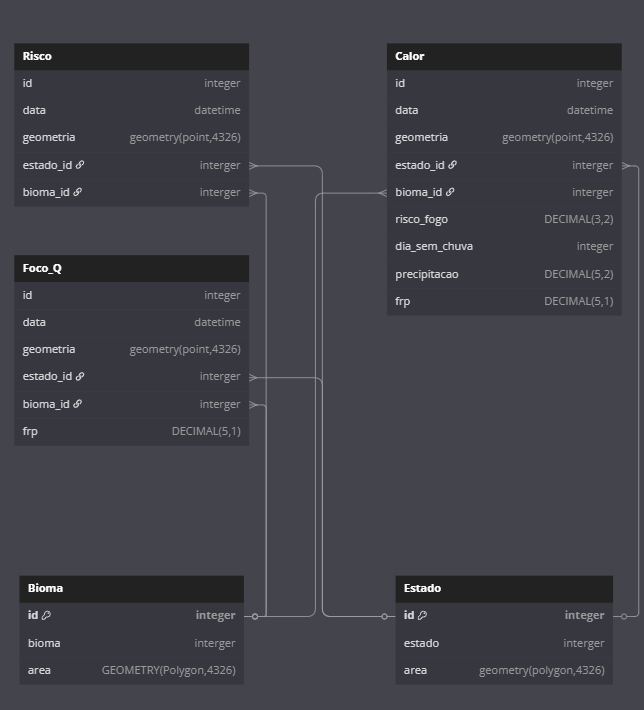 Risco
id integer
data datetime
geometria geometry(point,4326)
estado_id interger
bioma_id interger
Calor
id integer
data datetime
geometria geometry(point,4326)
estado_id interger
bioma_id interger
risco_fogo DECIMAL(3,2)
dia_sem_chuva integer
precipitacao DECIMAL(5,2)
frp DECIMAL(5,1)
Foco_Q
id integer
data datetime
geometria geometry(point,4326)
estado_id interger
bioma_id interger
frp DECIMAL(5,1)
Bioma
id integer
bioma interger
area GEOMETRY(Polygon,4326)
Estado
id integer
estado interger
area geometry(polygon,4326)